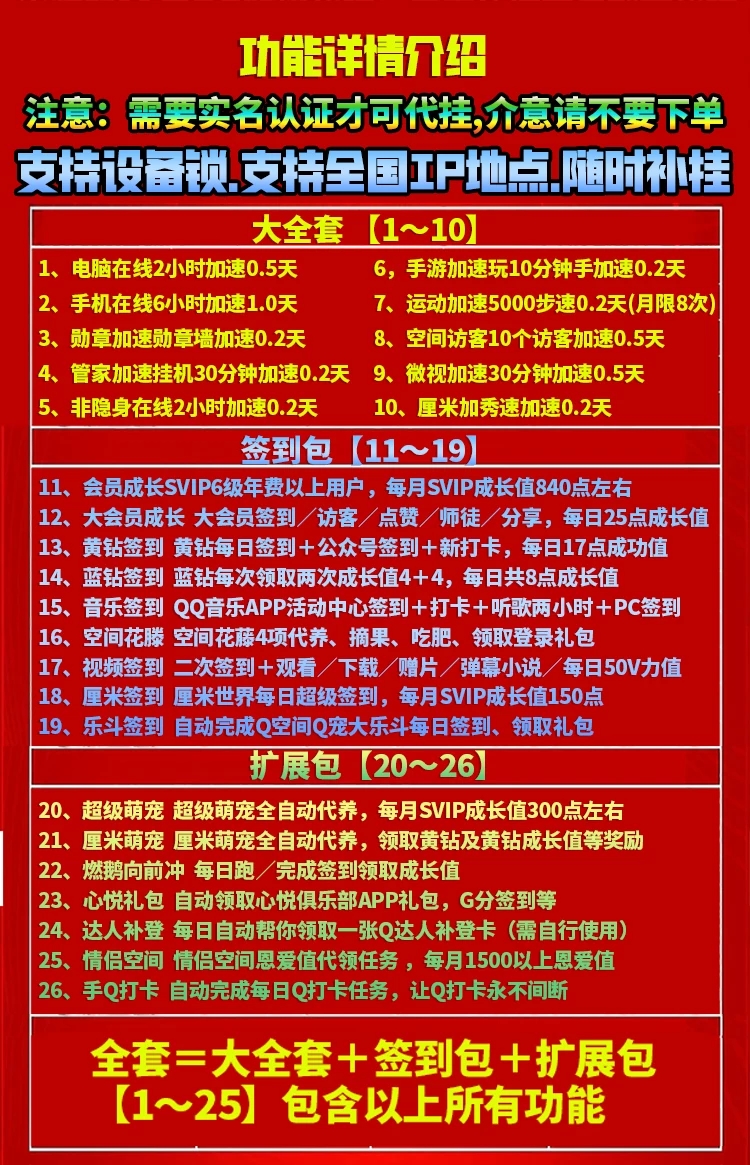 功能详情介绍
注意：需要实名认证才可代挂,介意请不要下单
支持设备锁.支持全国IP地点.随时补挂
大全套 【1～10】
1、电脑在线2小时加速0.5天
2、手机在线6小时加速1.0天
3、勋章加速勋章墙加速0.2天
4、管家加速挂机30分钟加速0.2天
5、非隐身在线2小时加速0.2天
6，手游加速玩10分钟手加速0.2天
7、运动加速5000步速0.2天(月限8次)
8、空间访客10个访客加速0.5天
9、微视加速30分钟加速0.5天
10、厘米加秀速加速0.2天
签到包【11～19】
11、会员成长SVIP6级年费以上用户，每月SVIP成长值840点左右
12、大会员成长 大会员签到／访客／点赞／师徒／分享，每日25点成长值
13、黄钻签到 黄钻每日签到＋公众号签到＋新打卡，每日17点成功值
14、蓝钻签到 蓝钻每次领取两次成长值4＋4，每日共8点成长值
15、音乐签到 QQ音乐APP活动中心签到＋打卡＋听歌两小时＋PC签到
16、空间花滕 空间花藤4项代养、摘果、吃肥、领取登录礼包
17、视频签到 二次签到＋观看／下载／赠片／弹幕小说／每日50V力值
18、厘米签到 厘米世界每日超级签到，每月SVIP成长值150点
19、乐斗签到 自动完成Q空间Q宠大乐斗每日签到、领取礼包
扩展包【20～26】
20、超级萌宠 超级萌宠全自动代养，每月SVIP成长值300点左右
21、厘米萌宠 厘米萌宠全自动代养，领取黄钻及黄钻成长值等奖励
22、燃鹅向前冲 每日跑／完成签到领取成长值
23、心悦礼包 自动领取心悦俱乐部APP礼包，G分签到等
24、达人补登 每日自动帮你领取一张Q达人补登卡（需自行使用）
25、情侣空间 情侣空间恩爱值代领任务 ，每月1500以上恩爱值
26、手Q打卡 自动完成每日Q打卡任务，让Q打卡永不间断
全套＝大全套＋签到包＋扩展包
【1～25】包含以上所有功能